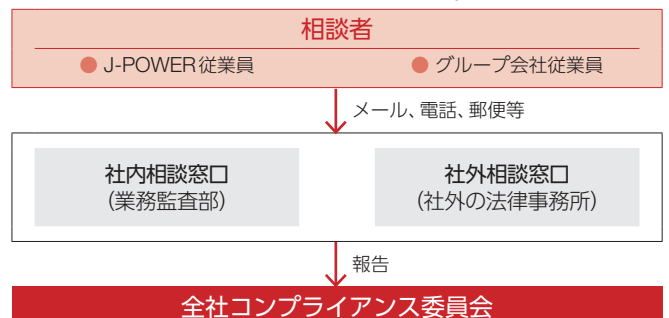 相談者
● J-POWER従業員 ● グループ会社従業員
メール、電話、郵便等
社内相談窓口 社外相談窓口
(業務監査部) (社外の法律事務所)
報告
全社コンプライアンス委員会